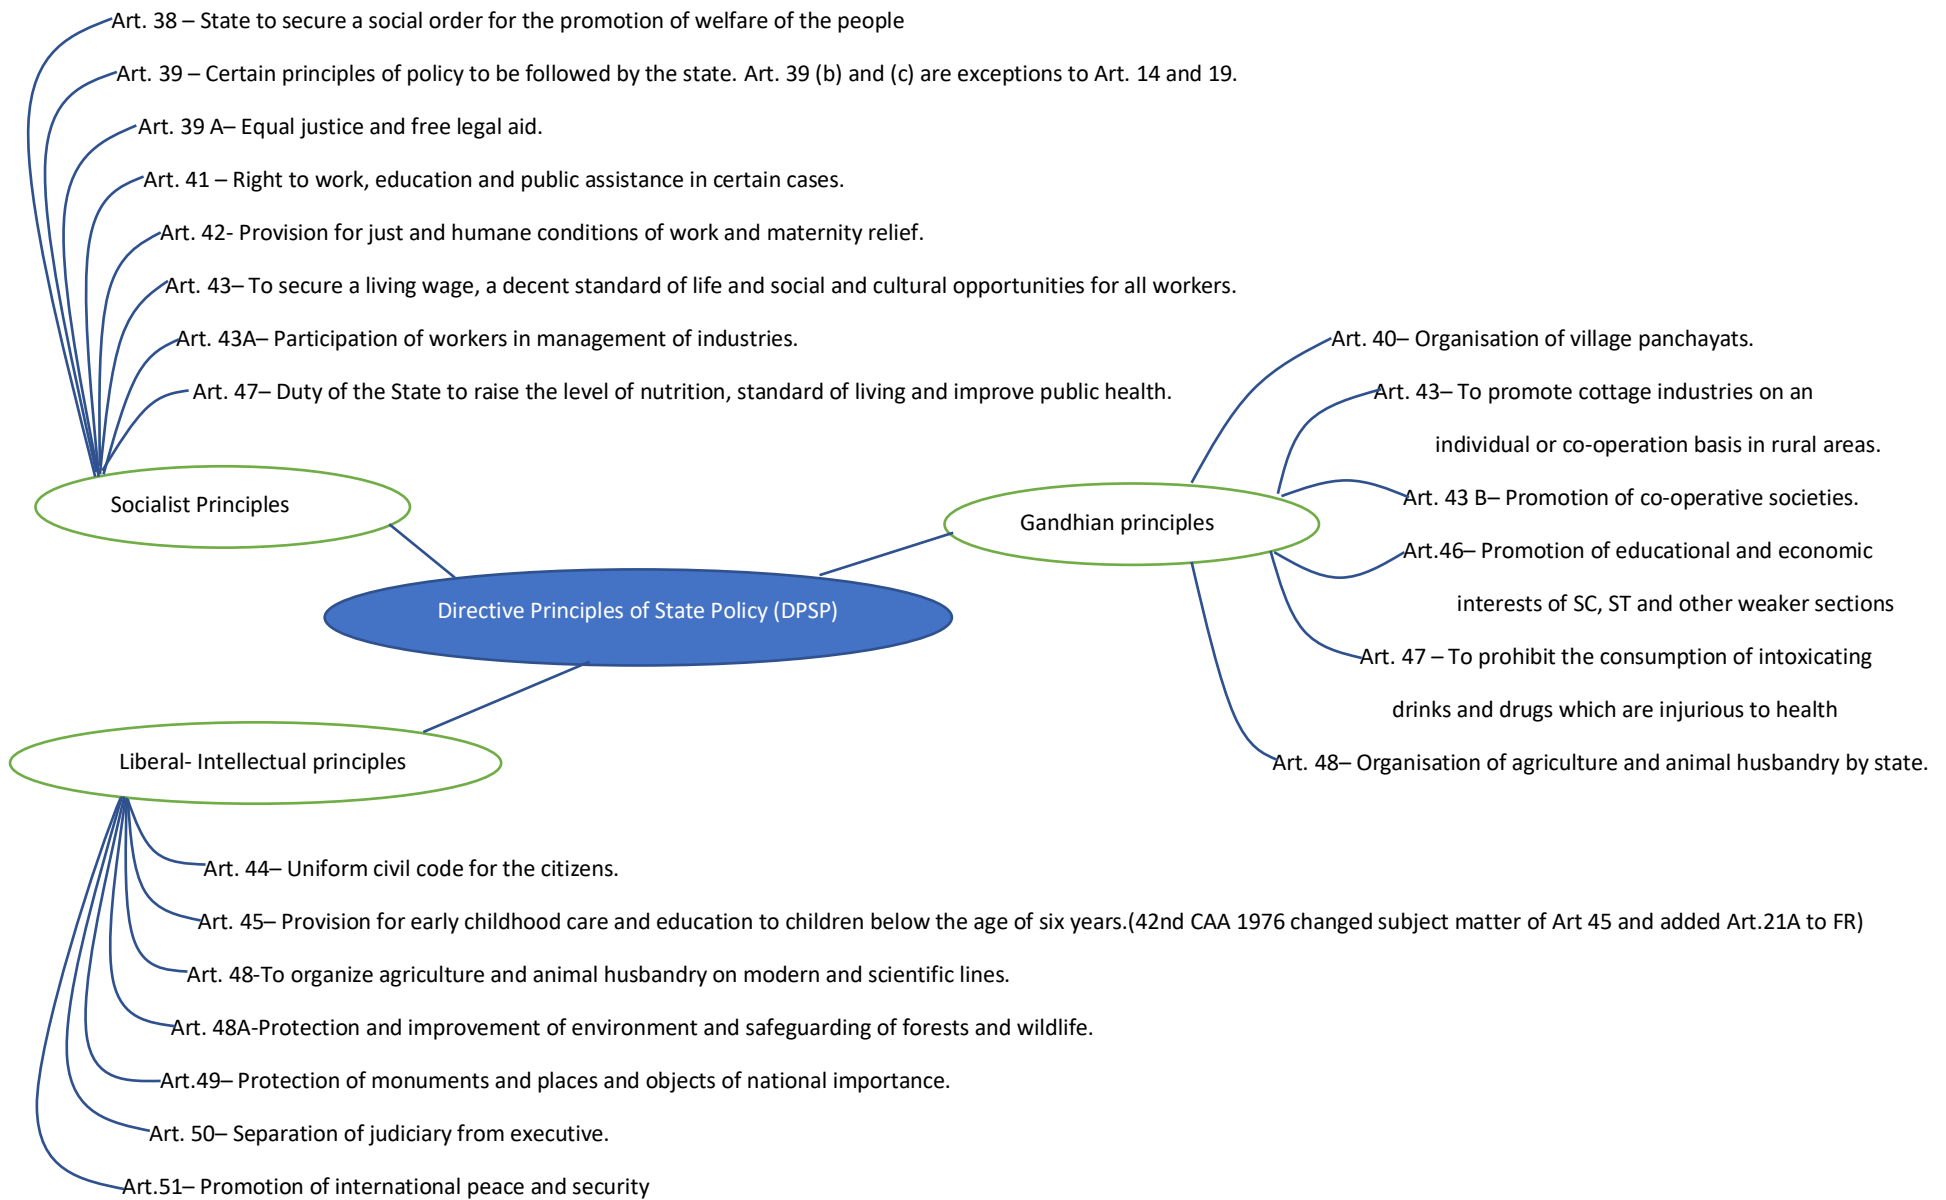 Art. 38 – State to secure a social order for the promotion of welfare of the people
Art. 39 – Certain principles of policy to be followed by the state. Art. 39 (b) and (c) are exceptions to Art. 14 and 19.
Art. 39 A– Equal justice and free legal aid.
Art. 41 – Right to work, education and public assistance in certain cases.
Art. 42- Provision for just and humane conditions of work and maternity relief.
Art. 43– To secure a living wage, a decent standard of life and social and cultural opportunities for all workers.
Art. 43A– Participation of workers in management of industries.
Art. 47– Duty of the State to raise the level of nutrition, standard of living and improve public health.
Socialist Principles
Art. 40– Organisation of village panchayats.
Art. 43– To promote cottage industries on an
individual or co-operation basis in rural areas.
Art. 43 B– Promotion of co-operative societies.
Gandhian principles
Art.46– Promotion of educational and economic
interests of SC, ST and other weaker sections
Art. 47 – To prohibit the consumption of intoxicating
drinks and drugs which are injurious to health
Art. 48– Organisation of agriculture and animal husbandry by state.
Directive Principles of State Policy (DPSP)
Liberal- Intellectual principles
Art. 44– Uniform civil code for the citizens.
Art. 45– Provision for early childhood care and education to children below the age of six years.(42nd CAA 1976 changed subject matter of Art 45 and added Art.21A to FR)
Art. 48-To organize agriculture and animal husbandry on modern and scientific lines.
Art. 48A-Protection and improvement of environment and safeguarding of forests and wildlife.
Art.49– Protection of monuments and places and objects of national importance.
Art. 50– Separation of judiciary from executive.
Art.51– Promotion of international peace and security